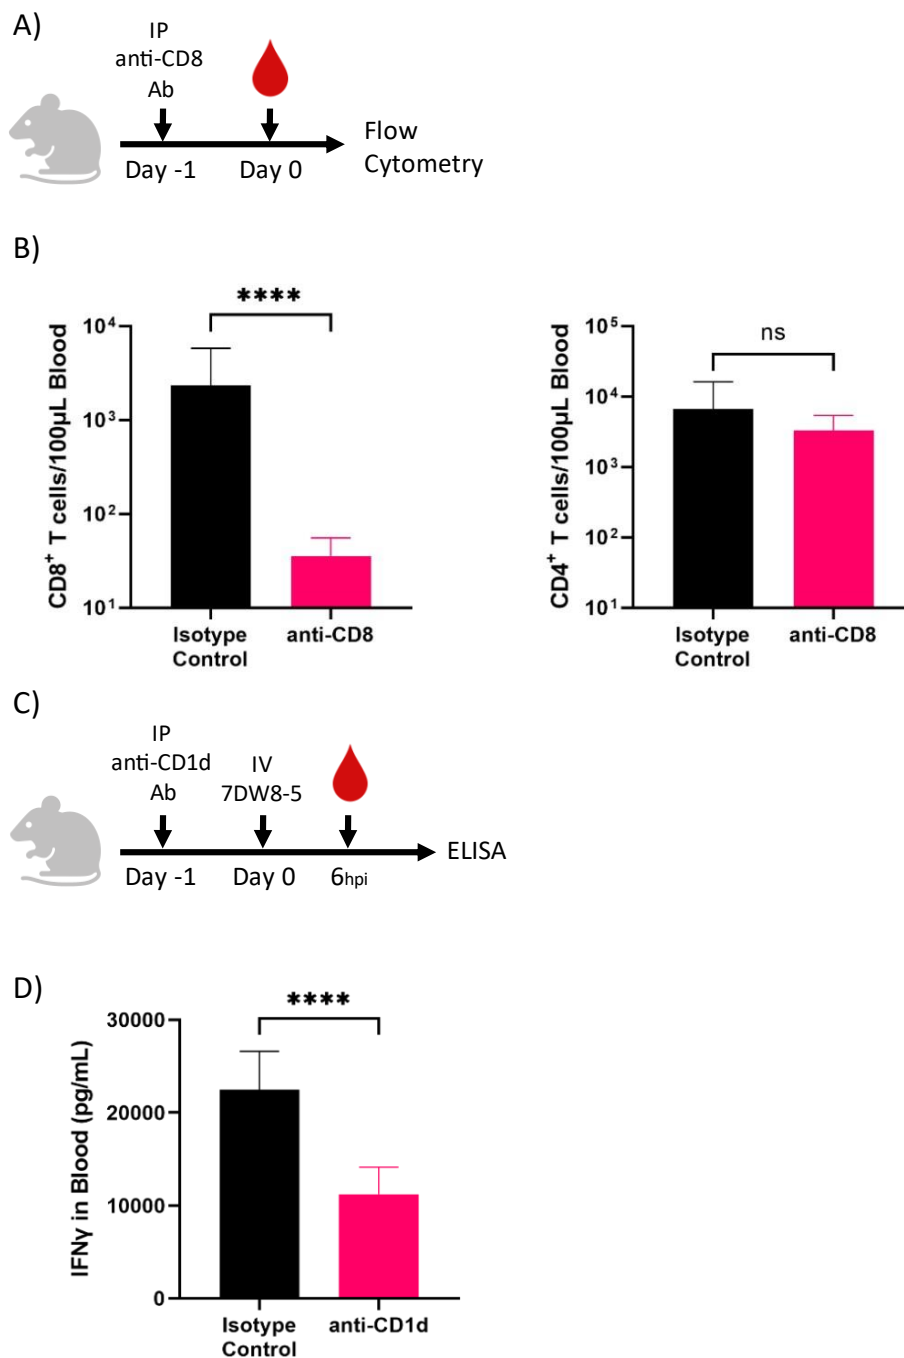 A)
IP
anti-CD8
Ab
Day -1
Day 0
Flow
Cytometry
B)
CD8⁺ T cells/100µL Blood
10⁴
10³
10²
10¹
****
Isotype
Control
anti-CD8
CD4⁺ T cells/100µL Blood
10⁵
10⁴
10³
10²
10¹
ns
Isotype
Control
anti-CD8
C)
IP
anti-CD1d
Ab
IV
7DW8-5
Day -1
Day 0
6hpi
ELISA
D)
IFNγ in Blood (pg/mL)
30000
20000
10000
0
****
Isotype
Control
anti-CD1d